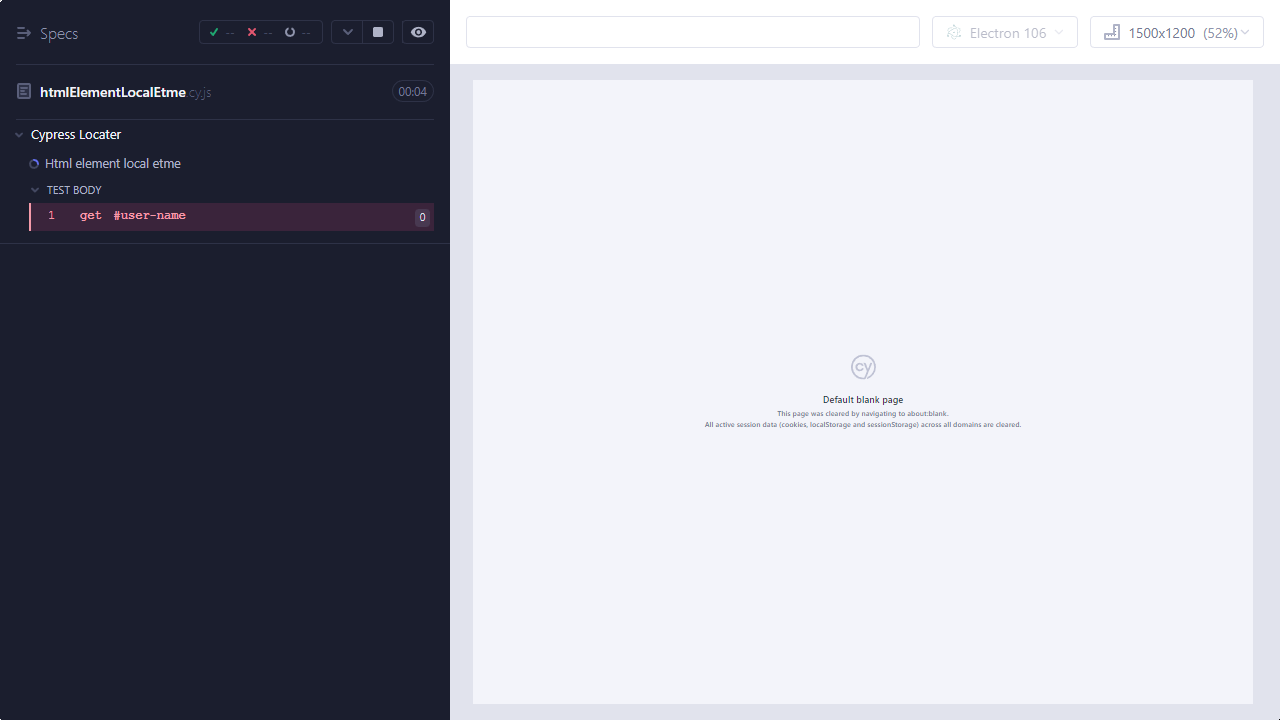 Specs
-- -- --
Electron 106
1500x1200 (52%)
htmlElementLocalEtme.cy.js
00:04
Cypress Locater
Html element local etme
TEST BODY
1 get #user-name 0
cy
Default blank page
This page was cleared by navigating to about:blank.
All active session data (cookies, localStorage and sessionStorage) across all domains are cleared.